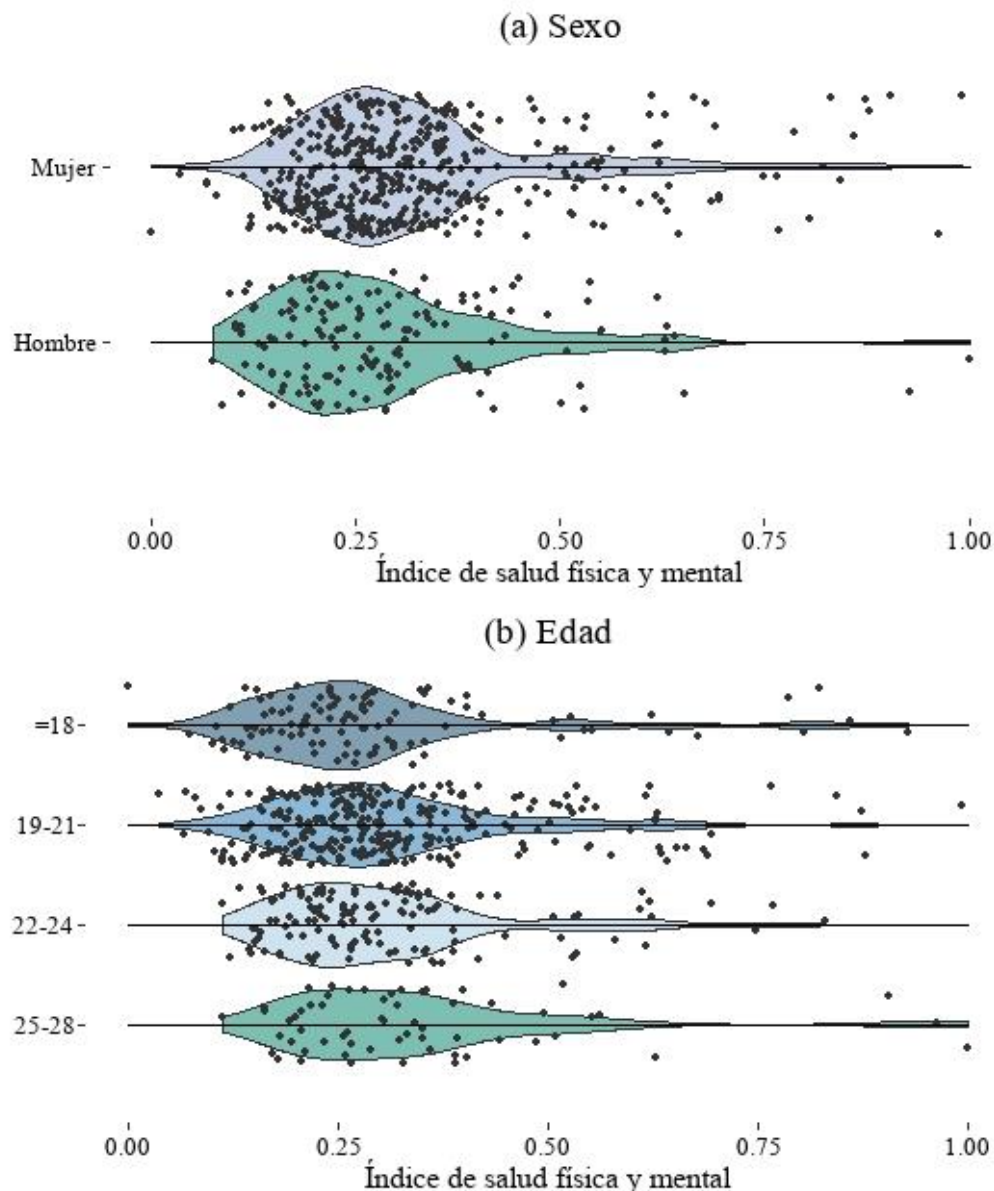 (a) Sexo
Mujer
Hombre
0.00 0.25 0.50 0.75 1.00
Índice de salud física y mental
(b) Edad
=18
19-21
22-24
25-28
0.00 0.25 0.50 0.75 1.00
Índice de salud física y mental